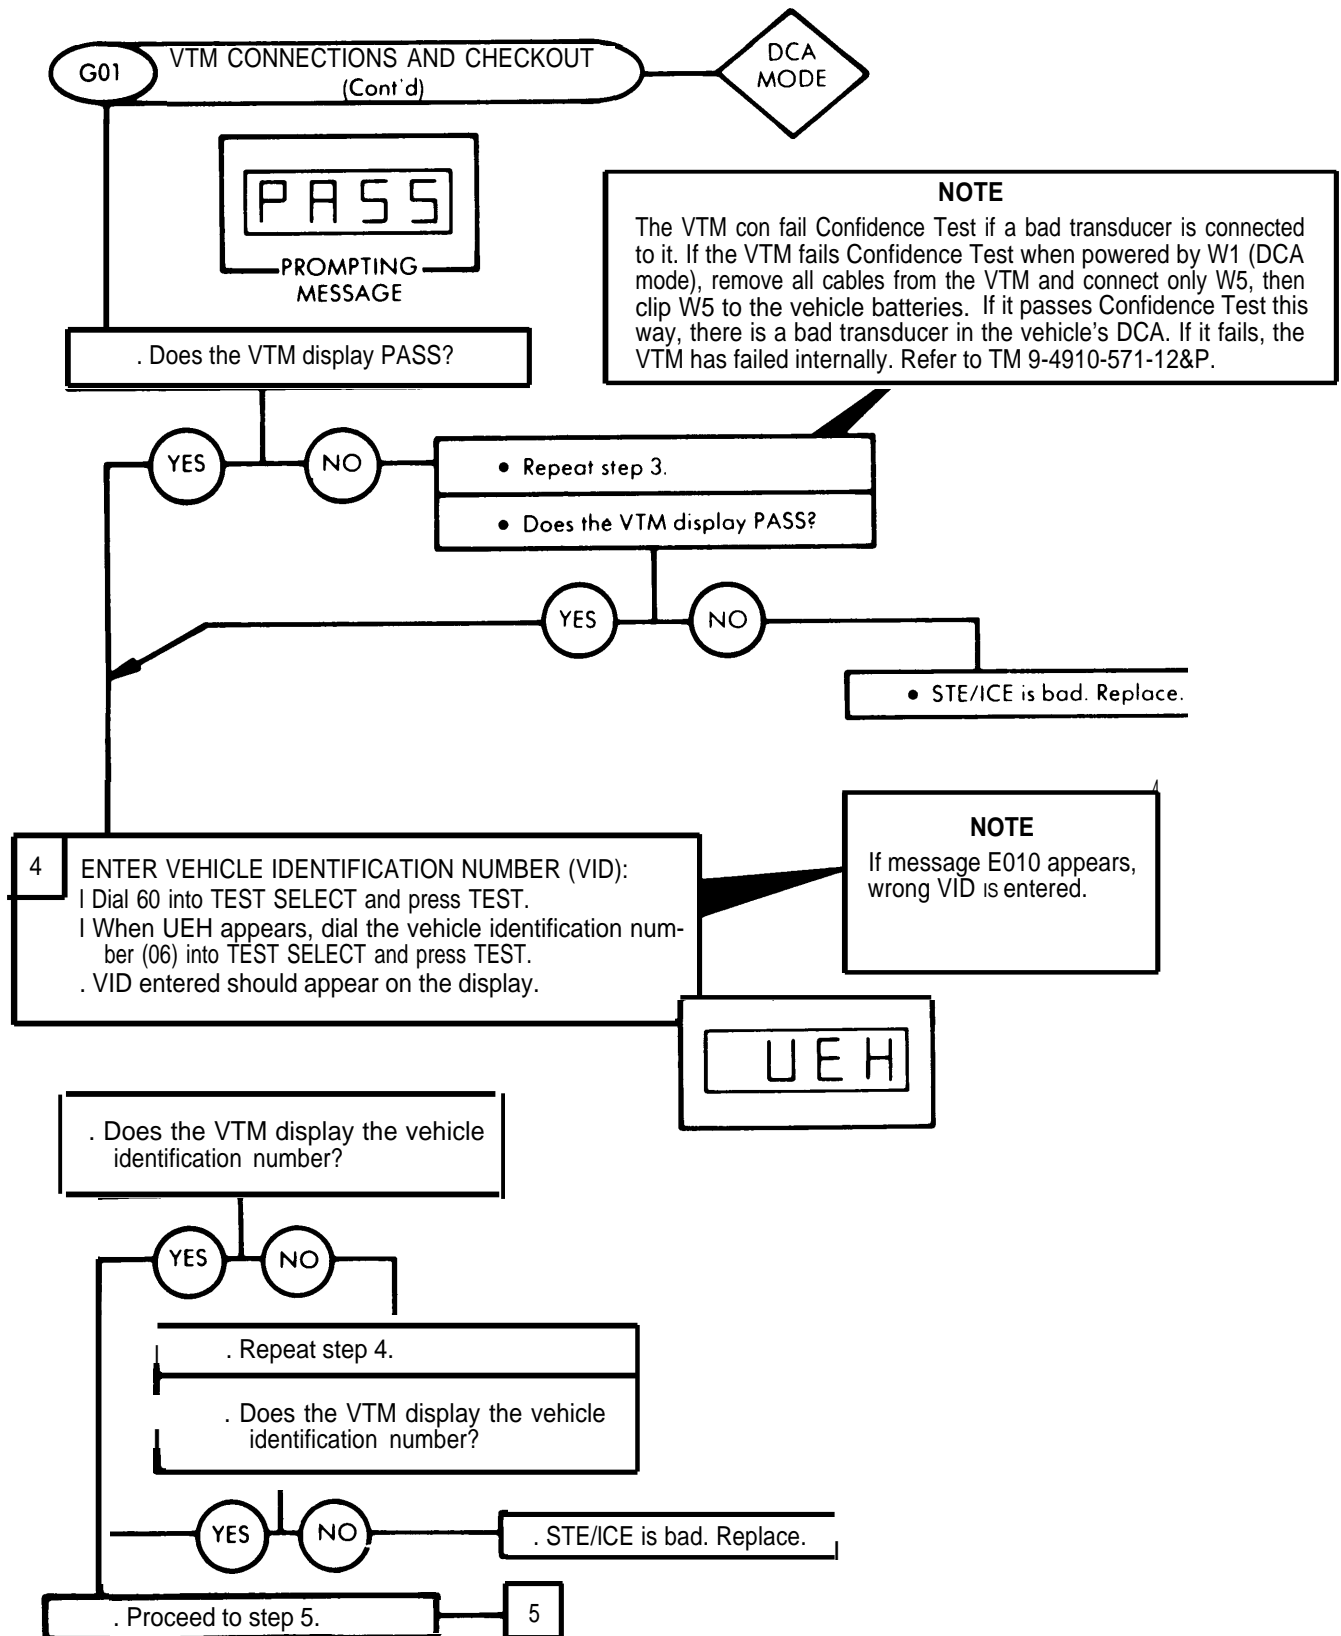 G01
VTM CONNECTIONS AND CHECKOUT
(Cont'd)
DCA
MODE
PASS
PROMPTING
MESSAGE
NOTE
The VTM con fail Confidence Test if a bad transducer is connected
to it. If the VTM fails Confidence Test when powered by W1 (DCA
mode), remove all cables from the VTM and connect only W5, then
clip W5 to the vehicle batteries. If it passes Confidence Test this
way, there is a bad transducer in the vehicle's DCA. If it fails, the
VTM has failed internally. Refer to TM 9-4910-571-12&P.
. Does the VTM display PASS?
YES
NO
• Repeat step 3.
• Does the VTM display PASS?
YES
NO
• STE/ICE is bad. Replace.
4
ENTER VEHICLE IDENTIFICATION NUMBER (VID):
I Dial 60 into TEST SELECT and press TEST.
I When UEH appears, dial the vehicle identification num-
ber (06) into TEST SELECT and press TEST.
. VID entered should appear on the display.
NOTE
If message E010 appears,
wrong VID IS entered.
UEH
. Does the VTM display the vehicle
identification number?
YES
NO
. Repeat step 4.
. Does the VTM display the vehicle
identification number?
YES
NO
. STE/ICE is bad. Replace.
. Proceed to step 5.
5